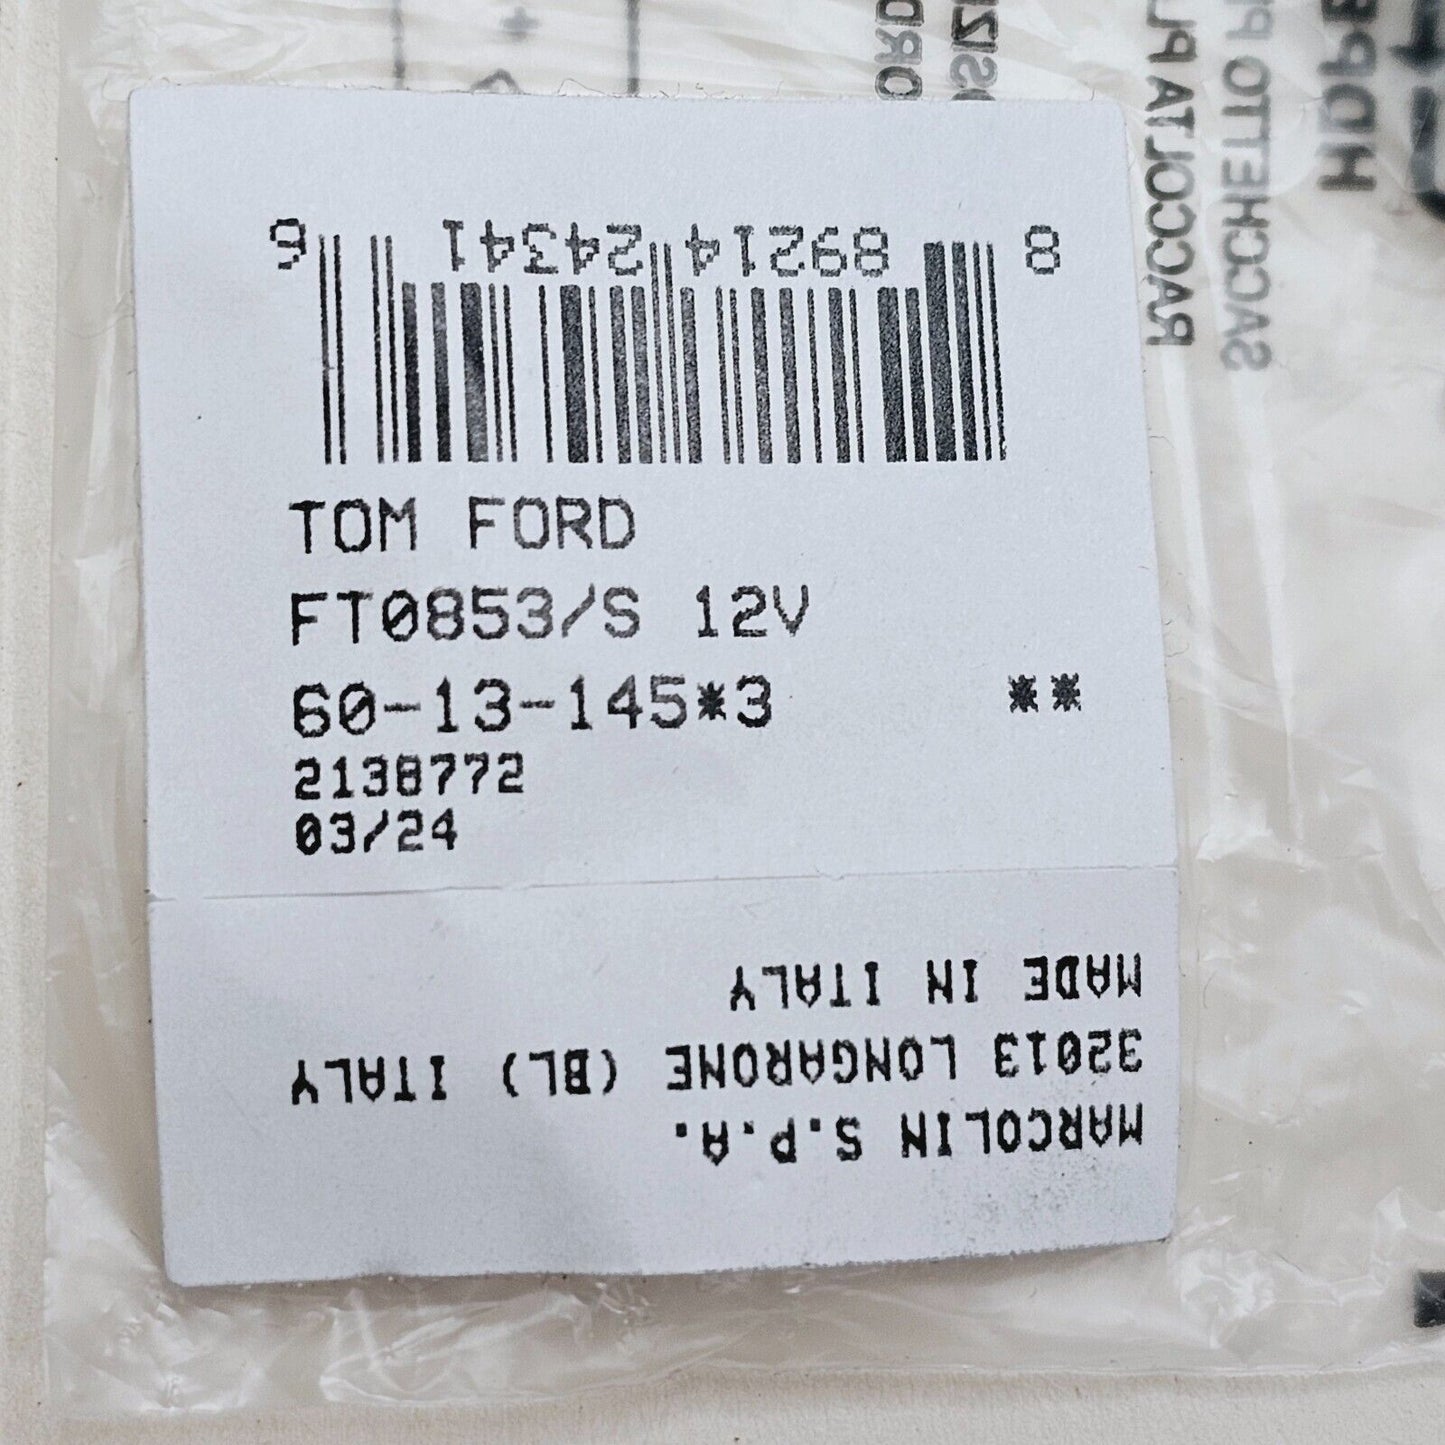 8 89214 24341 6
TOM FORD
FT0853/S 12V
60-13-145*3 **
2138772
03/24
MARCOLIN S.P.A.
32013 LONGARONE (BL) ITALY
MADE IN ITALY
RACCOLTA
SACCHETTO
HDPE